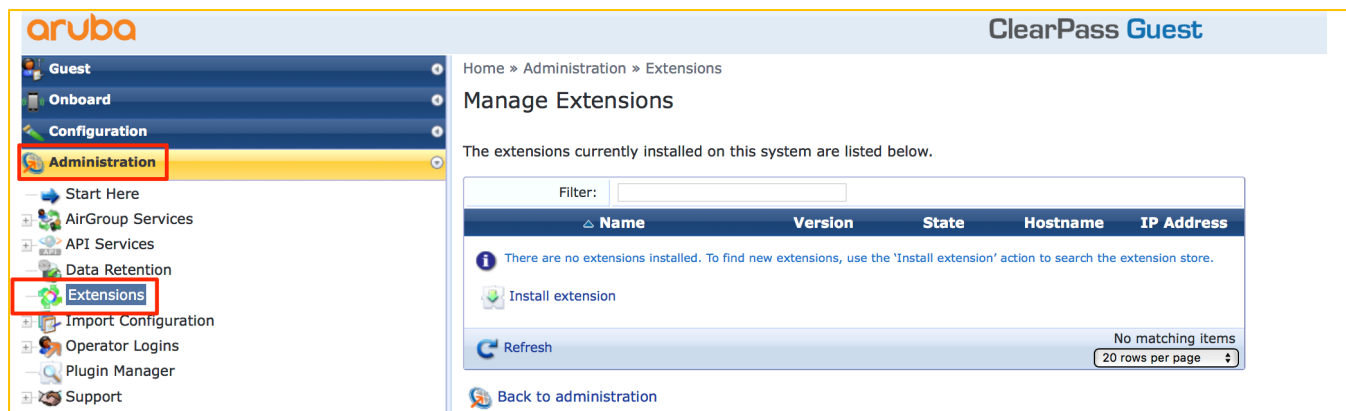 aruba
ClearPass Guest
Guest
Onboard
Configuration
Administration
Start Here
AirGroup Services
API Services
API
Data Retention
Extensions
Import Configuration
Operator Logins
Plugin Manager
Support
Home » Administration » Extensions
Manage Extensions
The extensions currently installed on this system are listed below.
Filter:
Name Version State Hostname IP Address
There are no extensions installed. To find new extensions, use the ‘Install extension’ action to search the extension store.
Install extension
Refresh
No matching items
20 rows per page
Back to administration